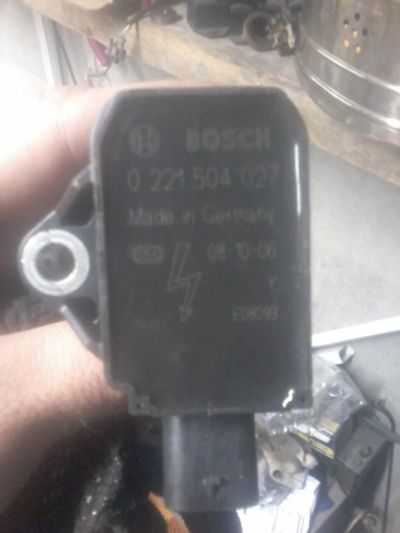 BOSCH
0 221 504 027
Made in Germany
08-10-06
Y
E08093